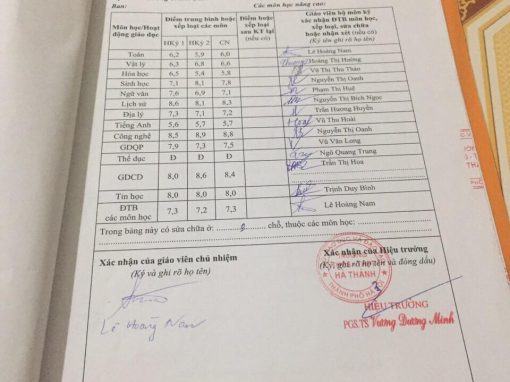 Ban: Các môn học nâng cao:
Môn học/Hoạt động giáo dục | Điểm trung bình hoặc xếp loại các môn | Điểm hoặc xếp loại sau KT lại (nếu có) | Giáo viên bộ môn ký xác nhận ĐTB môn học, xếp loại, sửa chữa hoặc nhận xét (nếu có) (Ký tên ghi rõ họ tên)
HKỳ 1 | HKỳ 2 | CN
Toán 6,2 5,9 6,0 Lê Hoàng Nam
Vật lý 6,3 6,8 6,6 Hoàng Thị Hường
Hóa học 6,5 5,4 5,8 Vũ Thị Thu Thảo
Sinh học 7,1 8,1 7,8 Nguyễn Thị Oanh
Ngữ văn 7,6 6,9 7,1 Phạm Thị Huệ
Lịch sử 8,6 8,1 8,3 Nguyễn Thị Bích Ngọc
Địa lý 7,3 7,1 7,2 Trần Hương Huyền
Tiếng Anh 5,6 5,7 5,7 Vũ Thu Hoài
Công nghệ 8,5 8,9 8,8 Nguyễn Thị Oanh
GDQP 7,9 7,3 7,5 Vũ Văn Long
Thể dục Đ Đ Đ Ngô Quang Trung
Trần Thị Hoa
GDCD 8,0 8,6 8,4
Tin học 8,0 8,0 8,0 Trịnh Duy Bình
ĐTB các môn học 7,3 7,2 7,3 Lê Hoàng Nam
Trong bảng này có sửa chữa ở: chỗ, thuộc các môn học:
Xác nhận của giáo viên chủ nhiệm
(Ký và ghi rõ họ tên)
Lê Hoàng Nam
Xác nhận của Hiệu trưởng
(Ký, ghi rõ họ tên và đóng dấu)
HÀ THÀNH
THÀNH PHỐ HÀ NỘI
HIỆU TRƯỞNG
PGS.TS Vương Dương Minh